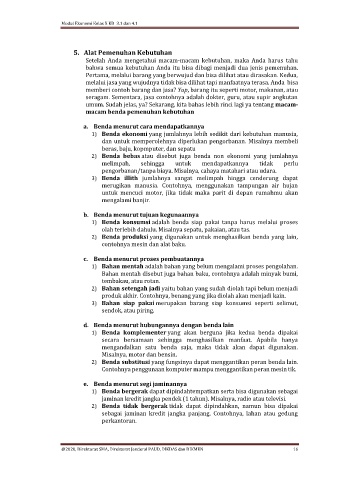 Modul Ekonomi Kelas X KD 3.1 dan 4.1
5. Alat Pemenuhan Kebutuhan
Setelah Anda mengetahui macam-macam kebutuhan, maka Anda harus tahu
bahwa semua kebutuhan Anda itu bisa dibagi menjadi dua jenis pemenuhan.
Pertama, melalui barang yang berwujud dan bisa dilihat atau dirasakan. Kedua,
melalui jasa yang wujudnya tidak bisa dilihat tapi manfaatnya terasa. Anda bisa
memberi contoh barang dan jasa? Yap, barang itu seperti motor, makanan, atau
seragam. Sementara, jasa contohnya adalah dokter, guru, atau supir angkutan
umum. Sudah jelas, ya? Sekarang, kita bahas lebih rinci lagi ya tentang macam-
macam benda pemenuhan kebutuhan
a. Benda menurut cara mendapatkannya
1) Benda ekonomi yang jumlahnya lebih sedikit dari kebutuhan manusia,
dan untuk memperolehnya diperlukan pengorbanan. Misalnya membeli
beras, baju, komputer, dan sepatu
2) Benda bebas atau disebut juga benda non ekonomi yang jumlahnya
melimpah, sehingga untuk mendapatkannya tidak perlu
pengorbanan/tanpa biaya. Misalnya, cahaya matahari atau udara.
3) Benda illith jumlahnya sangat melimpah hingga cenderung dapat
merugikan manusia. Contohnya, menggunakan tampungan air hujan
untuk mencuci motor, jika tidak maka parit di depan rumahmu akan
mengalami banjir.
b. Benda menurut tujuan kegunaannya
1) Benda konsumsi adalah benda siap pakai tanpa harus melalui proses
olah terlebih dahulu. Misalnya sepatu, pakaian, atau tas.
2) Benda produksi yang digunakan untuk menghasilkan benda yang lain,
contohnya mesin dan alat baku.
c. Benda menurut proses pembuatannya
1) Bahan mentah adalah bahan yang belum mengalami proses pengolahan.
Bahan mentah disebut juga bahan baku, contohnya adalah minyak bumi,
tembakau, atau rotan.
2) Bahan setengah jadi yaitu bahan yang sudah diolah tapi belum menjadi
produk akhir. Contohnya, benang yang jika diolah akan menjadi kain.
3) Bahan siap pakai merupakan barang siap konsumsi seperti selimut,
sendok, atau piring.
d. Benda menurut hubungannya dengan benda lain
1) Benda komplementer yang akan berguna jika kedua benda dipakai
secara bersamaan sehingga menghasilkan manfaat. Apabila hanya
mengandalkan satu benda saja, maka tidak akan dapat digunakan.
Misalnya, motor dan bensin.
2) Benda substitusi yang fungsinya dapat menggantikan peran benda lain.
Contohnya penggunaan komputer mampu menggantikan peran mesin tik.
e. Benda menurut segi jaminannya
1) Benda bergerak dapat dipindahtempatkan serta bisa digunakan sebagai
jaminan kredit jangka pendek (1 tahun). Misalnya, radio atau televisi.
2) Benda tidak bergerak tidak dapat dipindahkan, namun bisa dipakai
sebagai jaminan kredit jangka panjang. Contohnya, lahan atau gedung
perkantoran.
@2020, Direktorat SMA, Direktorat Jenderal PAUD, DIKDAS dan DIKMEN